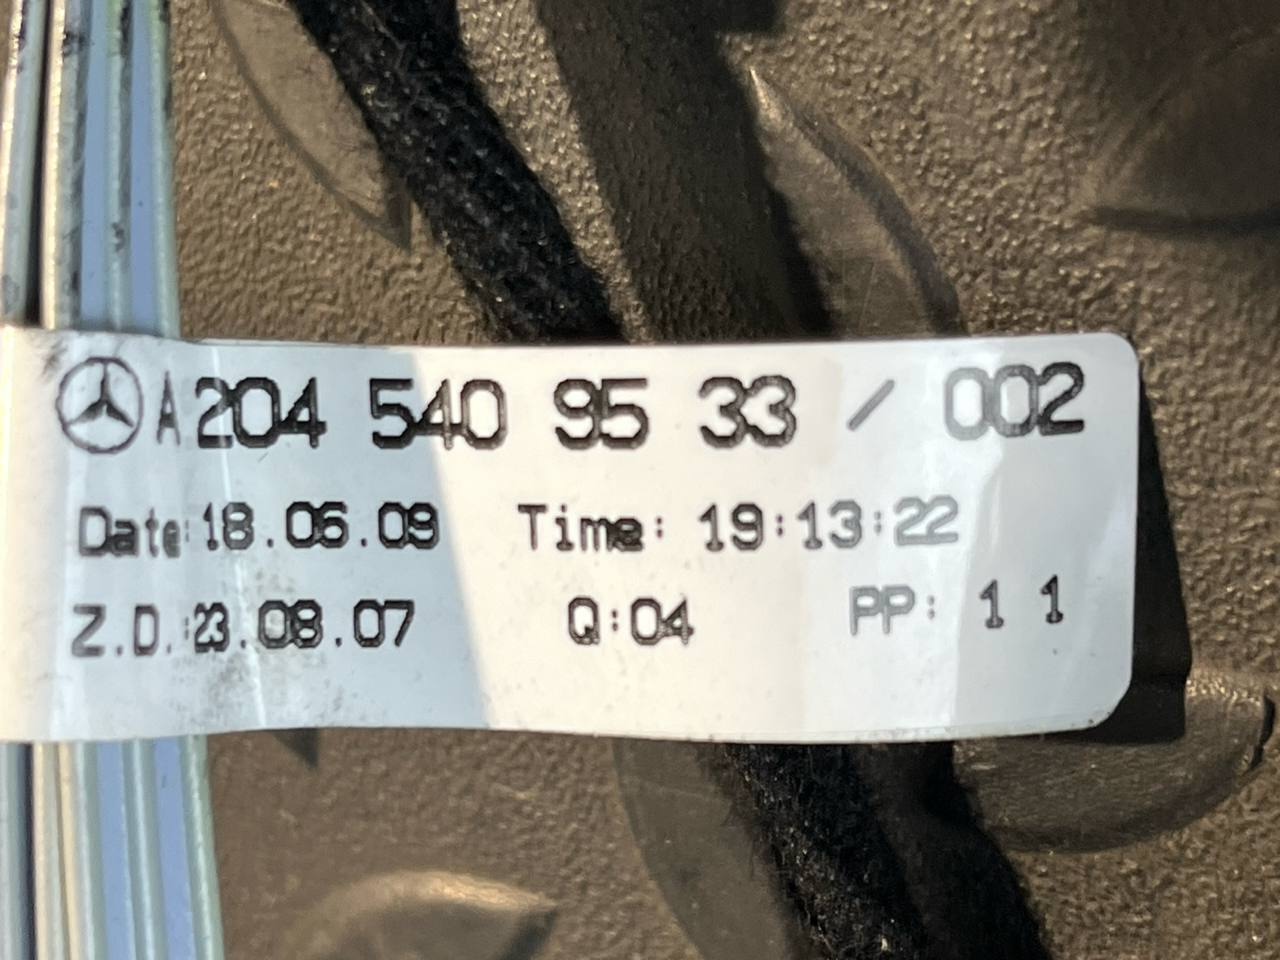 A 204 540 95 33 / 002
Date:18.06.09 Time: 19:13:22
Z.D.:23.08.07 Q:04 PP: 1 1